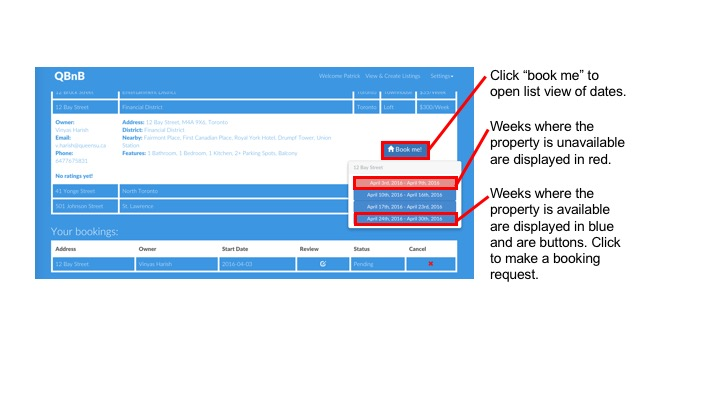 QBnB
Welcome Patrick View & Create Listings Settings
12 Bay Street Financial District Toronto Loft $300/Week
Owner:
Vinyas Harish
Email:
v.harish@queensu.ca
Phone:
6477675831
No ratings yet!
Address: 12 Bay Street, Toronto
District: Financial District
Nearby: Fairmont Place, First Canadian Place, Royal York Hotel, Drumpf Tower, Union
Station
Features: 1 Bathroom, 1 Bedroom, 1 Kitchen, 2+ Parking Spots, Balcony,
Book me!
12 Bay Street
April 3rd, 2016 - April 9th, 2016
April 10th, 2016 - April 16th, 2016
April 17th, 2016 - April 23rd, 2016
April 24th, 2016 - April 30th, 2016
41 Yonge Street North Toronto
501 Johnson Street St. Lawrence
Your bookings:
Address Owner Start Date Review Status Cancel
12 Bay Street Vinyas Harish 2016-04-03 Pending
Click “book me” to
open list view of dates.
Weeks where the
property is unavailable
are displayed in red.
Weeks where the
property is available
are displayed in blue
and are buttons. Click
to make a booking
request.